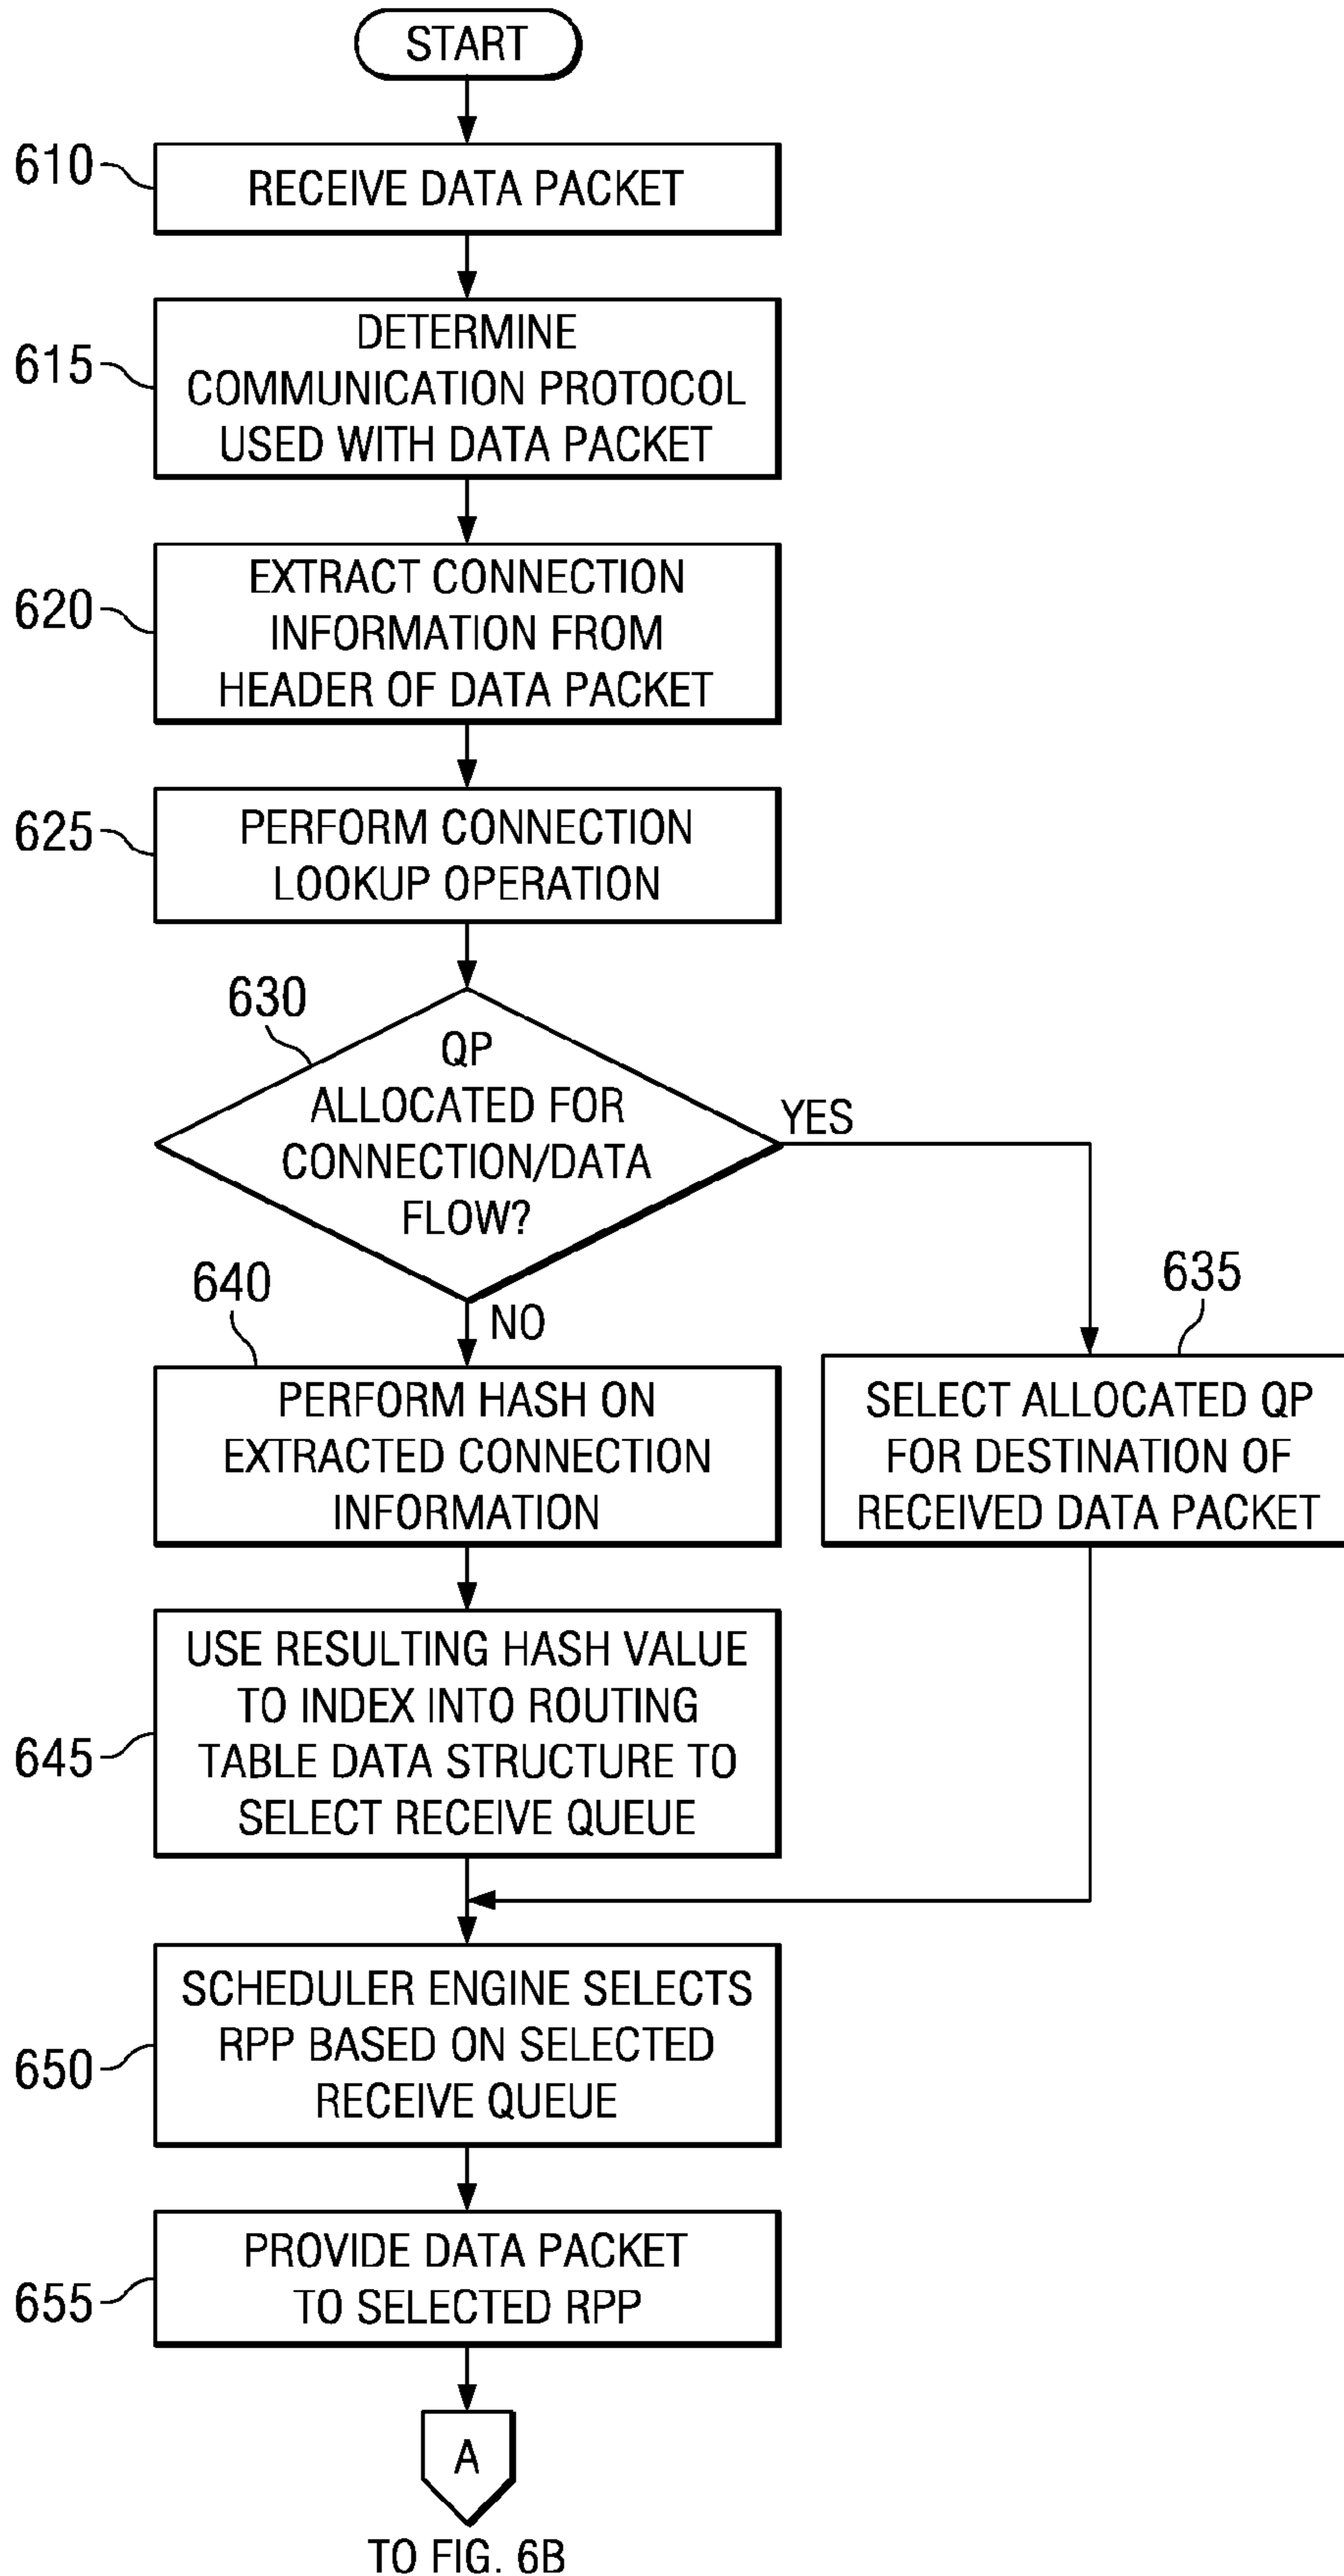 START
610
RECEIVE DATA PACKET
615
DETERMINE
COMMUNICATION PROTOCOL
USED WITH DATA PACKET
620
EXTRACT CONNECTION
INFORMATION FROM
HEADER OF DATA PACKET
625
PERFORM CONNECTION
LOOKUP OPERATION
630
QP
ALLOCATED FOR
CONNECTION/DATA
FLOW?
YES
NO
635
SELECT ALLOCATED QP
FOR DESTINATION OF
RECEIVED DATA PACKET
640
PERFORM HASH ON
EXTRACTED CONNECTION
INFORMATION
645
USE RESULTING HASH VALUE
TO INDEX INTO ROUTING
TABLE DATA STRUCTURE TO
SELECT RECEIVE QUEUE
650
SCHEDULER ENGINE SELECTS
RPP BASED ON SELECTED
RECEIVE QUEUE
655
PROVIDE DATA PACKET
TO SELECTED RPP
A
TO FIG. 6B